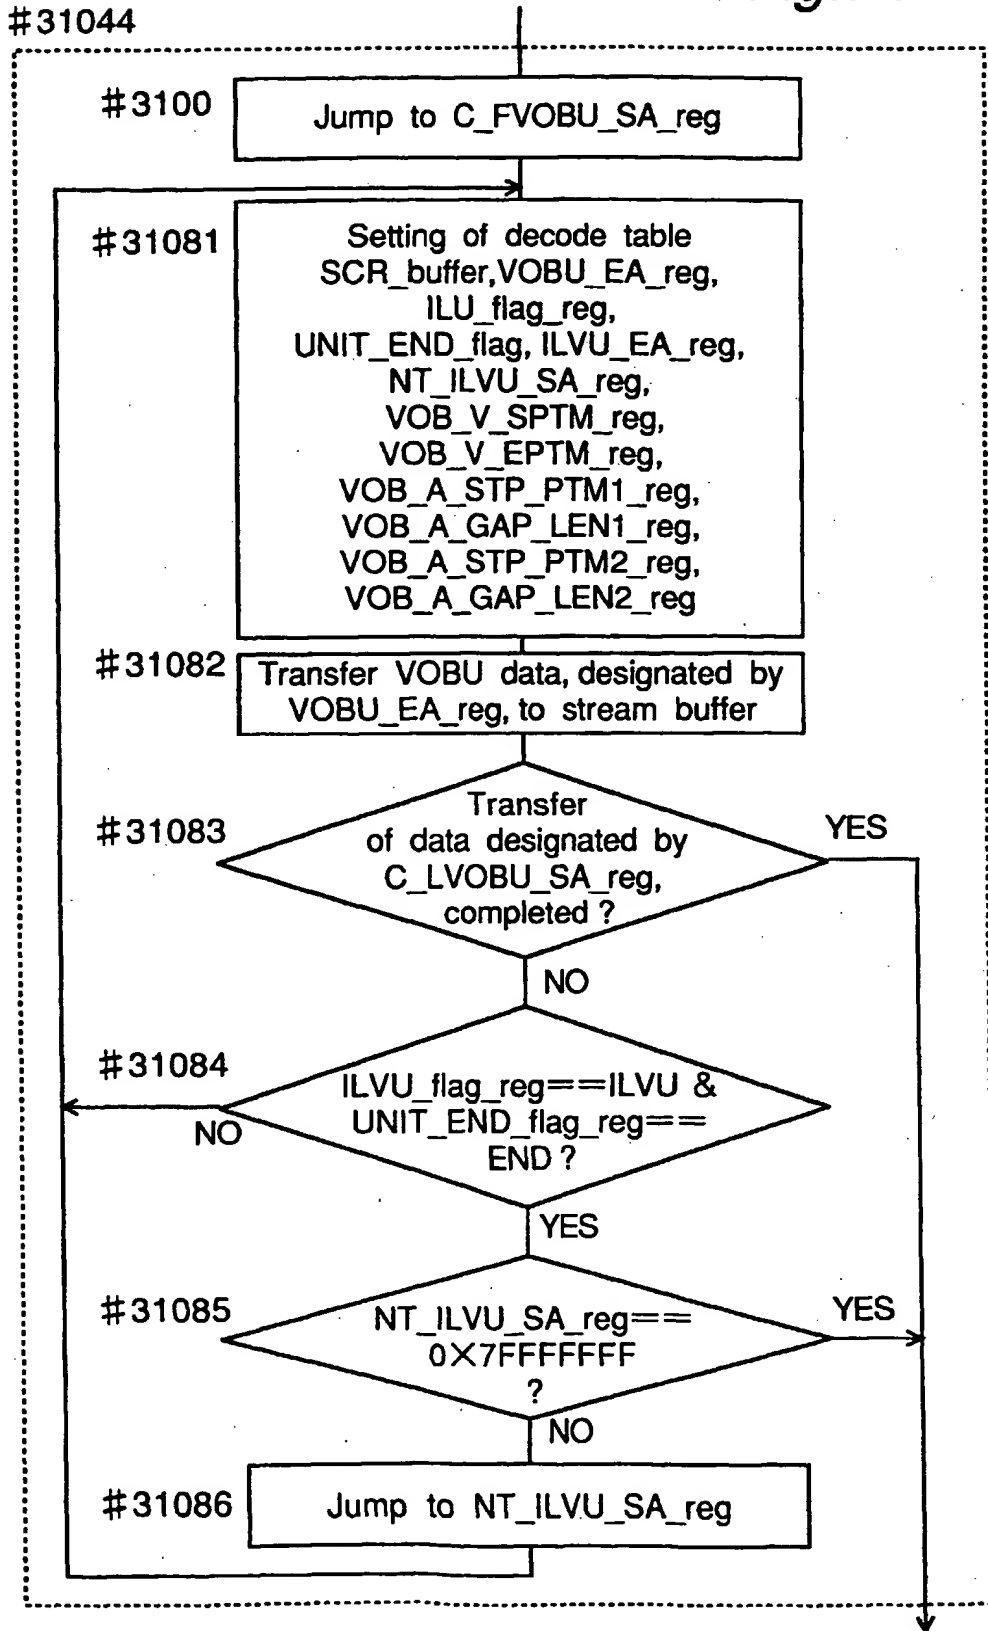 #31044
#3100
Jump to C_FVOBU_SA_reg
#31081
Setting of decode table
SCR_buffer,VOBU_EA_reg,
ILU_flag_reg,
UNIT_END_flag, ILVU_EA_reg,
NT_ILVU_SA_reg,
VOB_V_SPTM_reg,
VOB_V_EPTM_reg,
VOB_A_STP_PTM1_reg,
VOB_A_GAP_LEN1_reg,
VOB_A_STP_PTM2_reg,
VOB_A_GAP_LEN2_reg
#31082
Transfer VOBU data, designated by
VOBU_EA_reg, to stream buffer
#31083
Transfer
of data designated by
C_LVOBU_SA_reg,
completed ?
YES
NO
#31084
ILVU_flag_reg==ILVU &
UNIT_END_flag_reg==
END ?
NO
YES
#31085
NT_ILVU_SA_reg==
0X7FFFFFFF
?
YES
NO
#31086
Jump to NT_ILVU_SA_reg